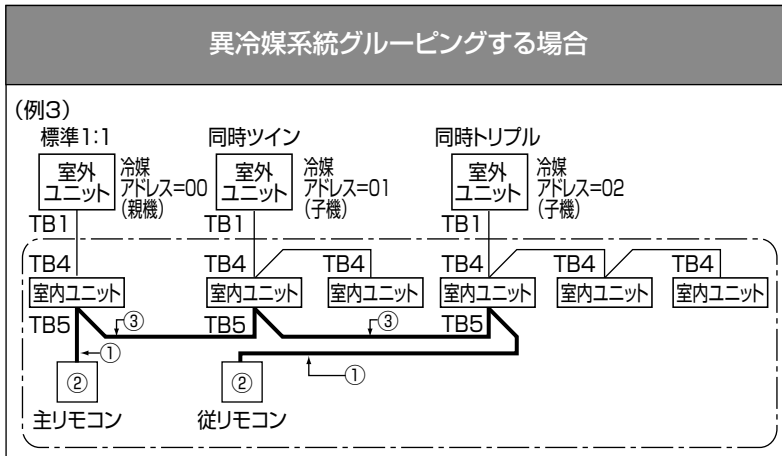 異冷媒系統グルーピングする場合
(例3)
標準1:1
同時ツイン
同時トリプル
室外
ユニット
冷媒
アドレス=00
(親機)
室外
ユニット
冷媒
アドレス=01
(子機)
室外
ユニット
冷媒
アドレス=02
(子機)
TB1
TB1
TB1
TB4
TB4
TB4
TB4
TB4
TB4
室内ユニット
室内ユニット
室内ユニット
室内ユニット
室内ユニット
室内ユニット
TB5
③
TB5
③
TB5
①
①
②
②
主リモコン
従リモコン